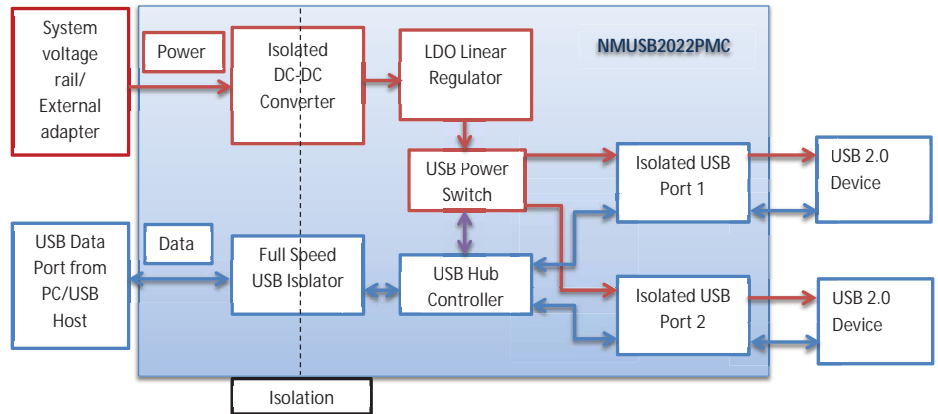 System
voltage
rail/
External
adapter
Power
Isolated
DC-DC
Converter
LDO Linear
Regulator
NMUSB2022PMC
USB Power
Switch
Isolated USB
Port 1
USB 2.0
Device
USB Data
Port from
PC/USB
Host
Data
Full Speed
USB Isolator
USB Hub
Controller
Isolated USB
Port 2
USB 2.0
Device
Isolation